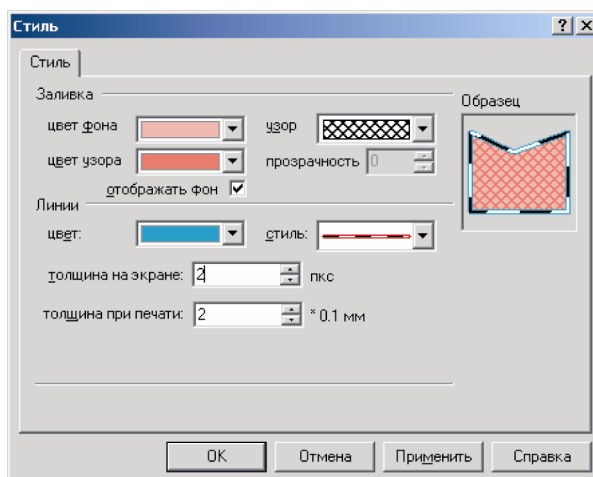 Стиль
Стиль
Заливка
Образец
цвет фона
узор
цвет узора
прозрачность 0
отображать фон
Линии
цвет:
стиль:
толщина на экране: 2 пкс
толщина при печати: 2 * 0.1 мм
OK Отмена Применить Справка